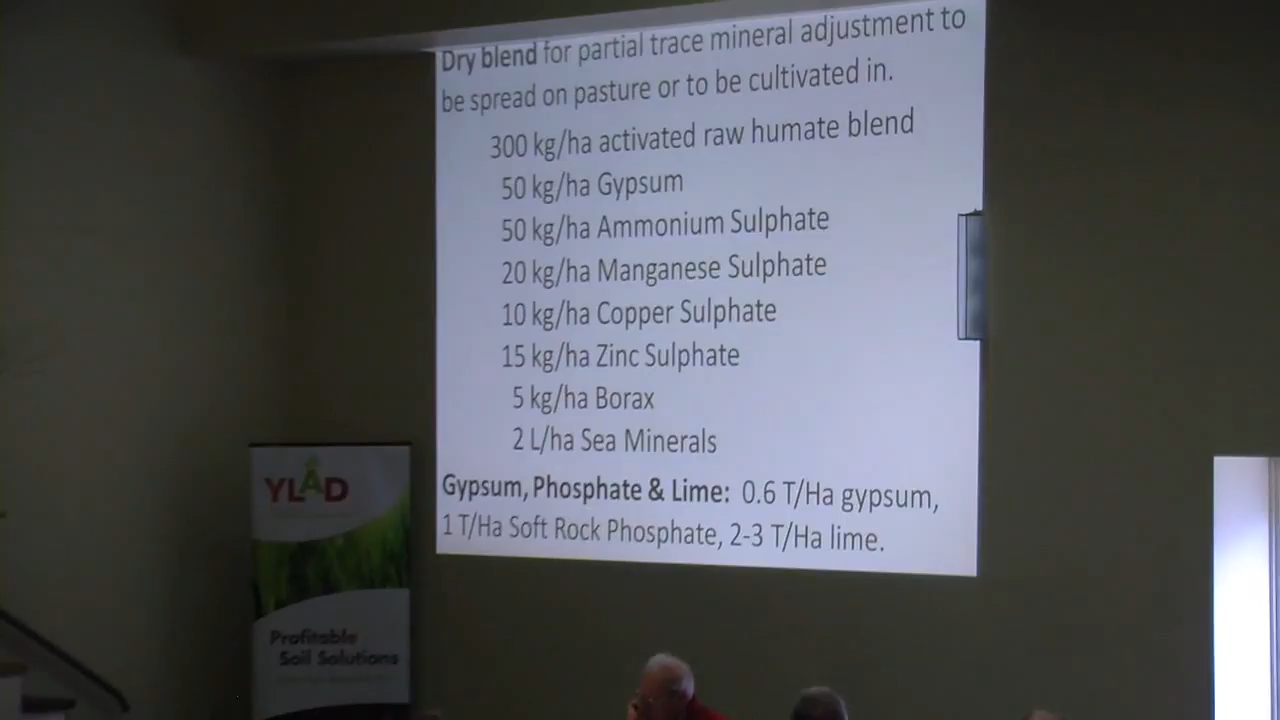 Dry blend for partial trace mineral adjustment to
be spread on pasture or to be cultivated in.
300 kg/ha activated raw humate blend
50 kg/ha Gypsum
50 kg/ha Ammonium Sulphate
20 kg/ha Manganese Sulphate
10 kg/ha Copper Sulphate
15 kg/ha Zinc Sulphate
5 kg/ha Borax
2 L/ha Sea Minerals
Gypsum, Phosphate & Lime: 0.6 T/Ha gypsum,
1 T/Ha Soft Rock Phosphate, 2-3 T/Ha lime.
YLAD
Profitable
Soil Solutions